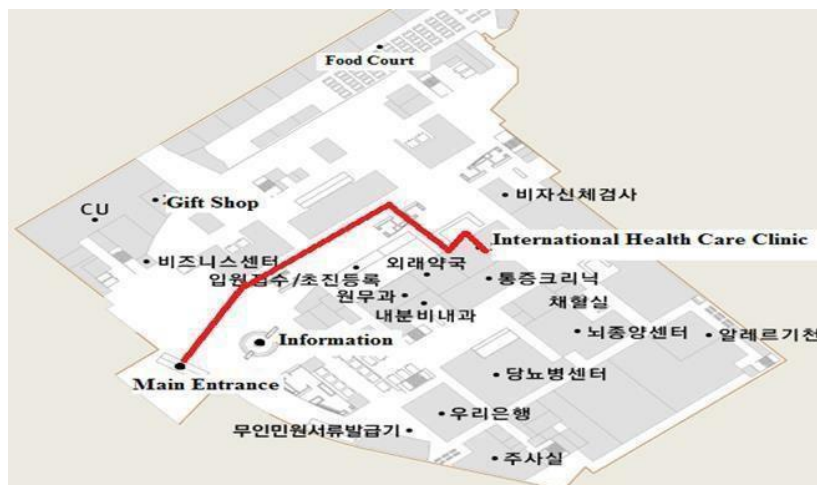 Food Court
비자신체검사
Gift Shop
CU
International Health Care Clinic
비즈니스센터
외래약국
입원접수/초진등록
통증크리닉
원무과
채혈실
내분비내과
뇌종양센터
알레르기천
Information
당뇨병센터
Main Entrance
우리은행
무인민원서류발급기
주사실